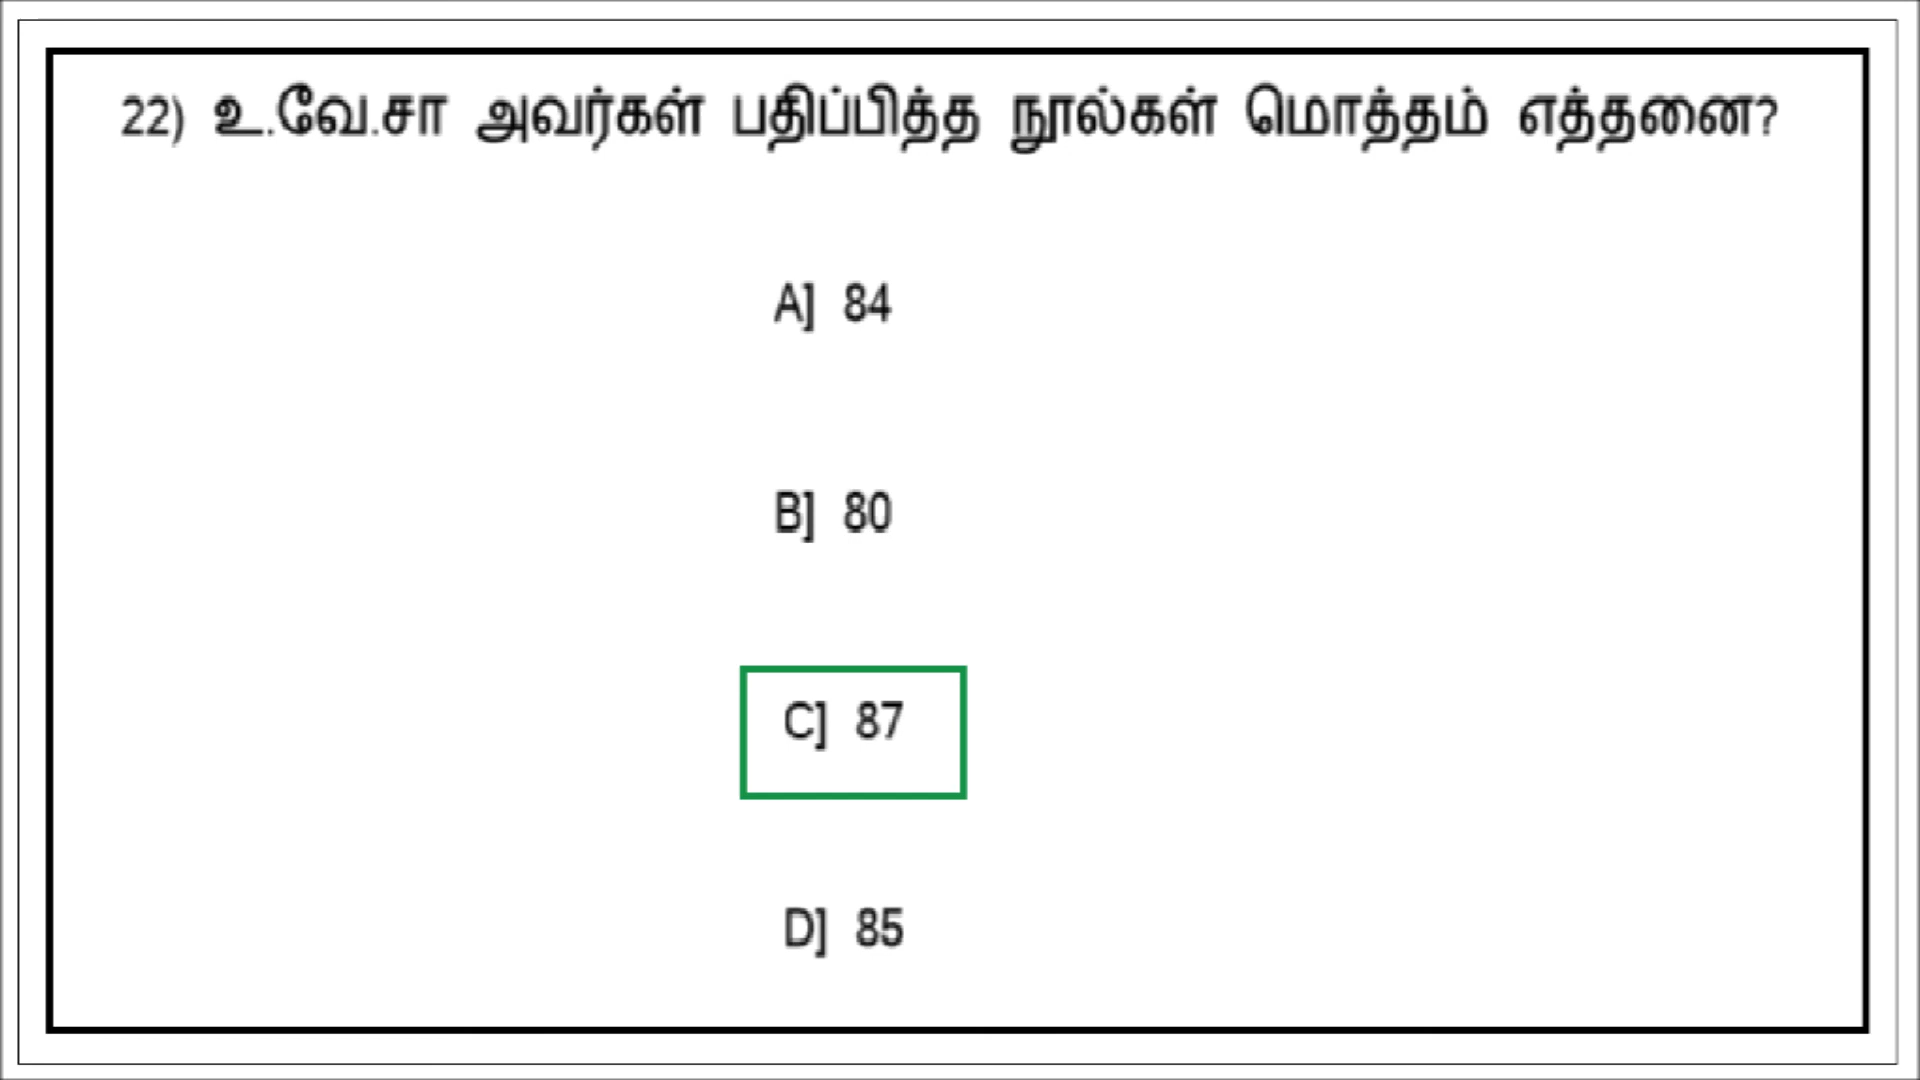 22) உ.வே.சா அவர்கள் பதிப்பித்த நூல்கள் மொத்தம் எத்தனை?
A] 84
B] 80
C] 87
D] 85